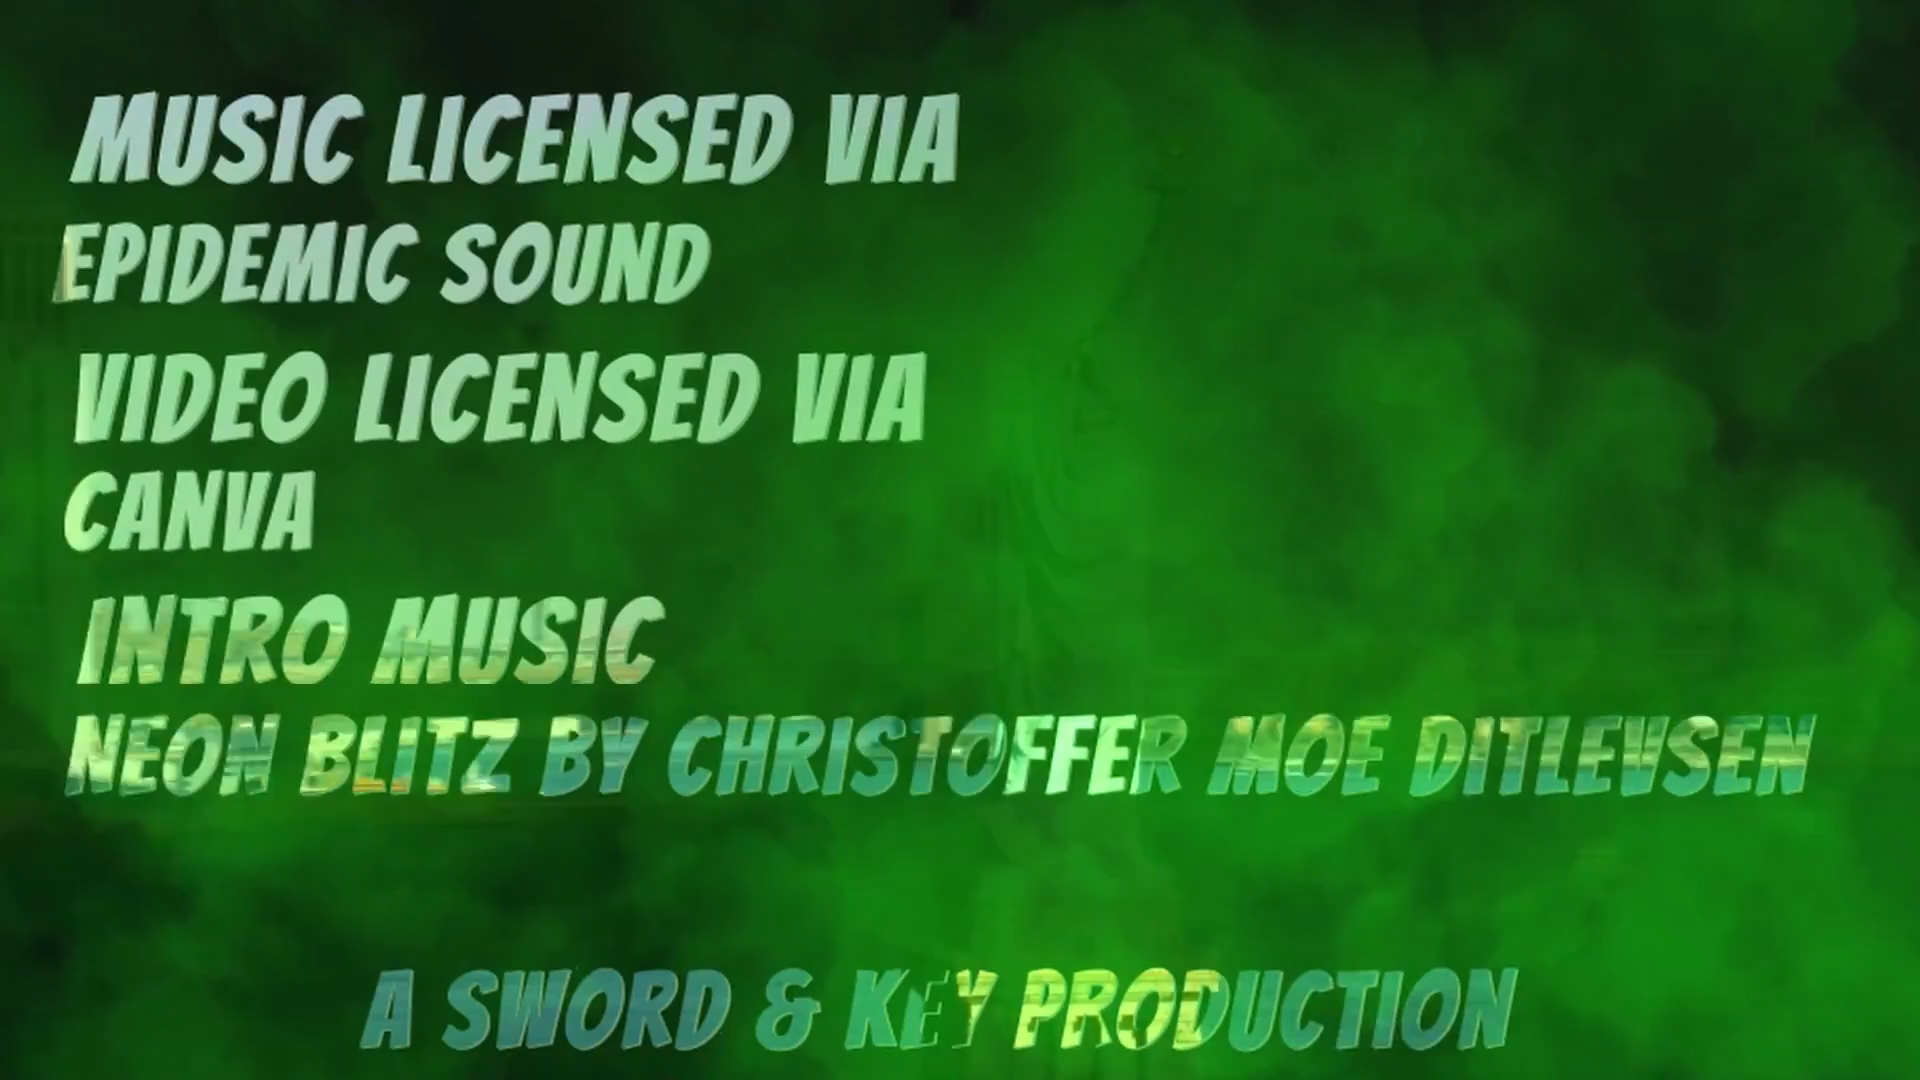 MUSIC LICENSED VIA
EPIDEMIC SOUND
VIDEO LICENSED VIA
CANVA
INTRO MUSIC
NEON BLITZ BY CHRISTOFFER MOE DITLEVSEN
A SWORD & KEY PRODUCTION